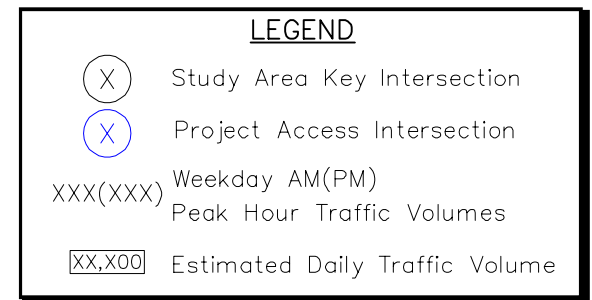 LEGEND
X Study Area Key Intersection
X Project Access Intersection
XXX(XXX) Weekday AM(PM)
Peak Hour Traffic Volumes
XX,X00 Estimated Daily Traffic Volume